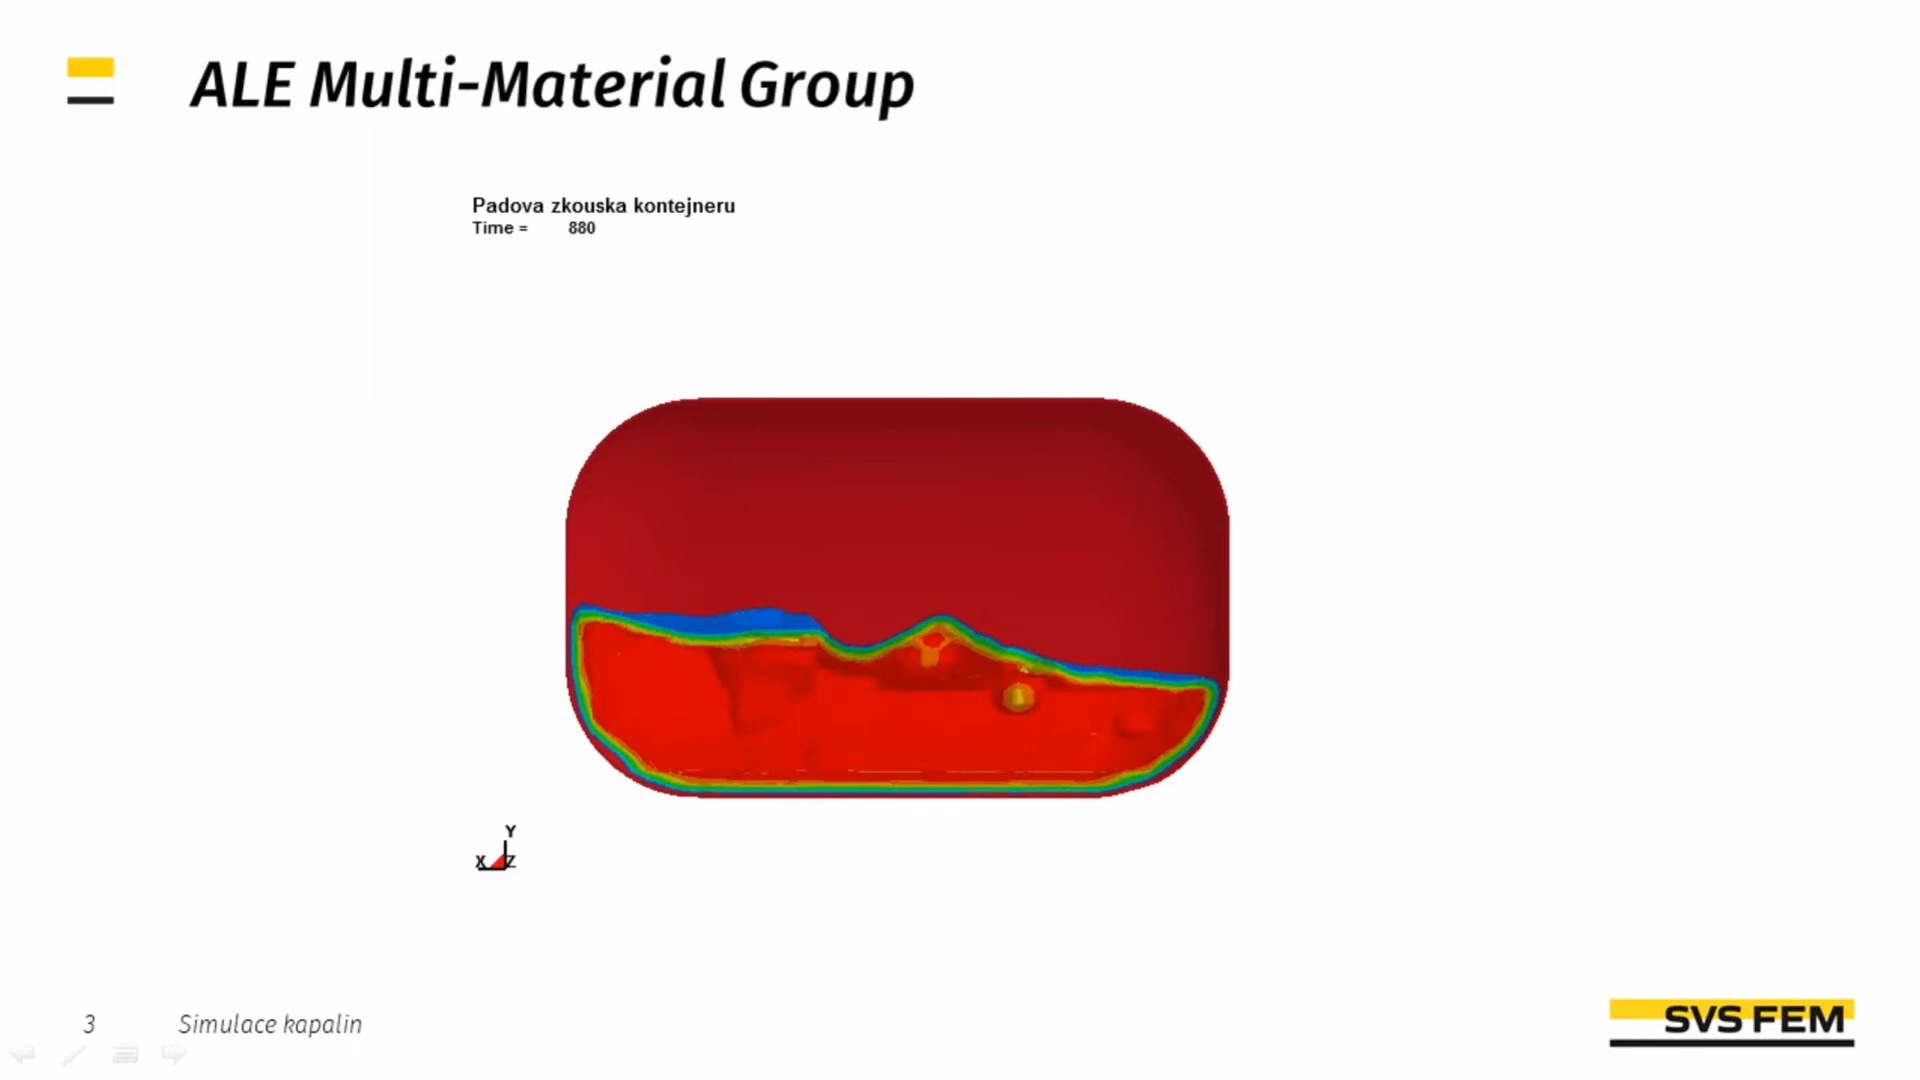 ALE Multi-Material Group
Padova zkouska kontejneru
Time = 880
Y
X Z
3 Simulace kapalin
SVS FEM